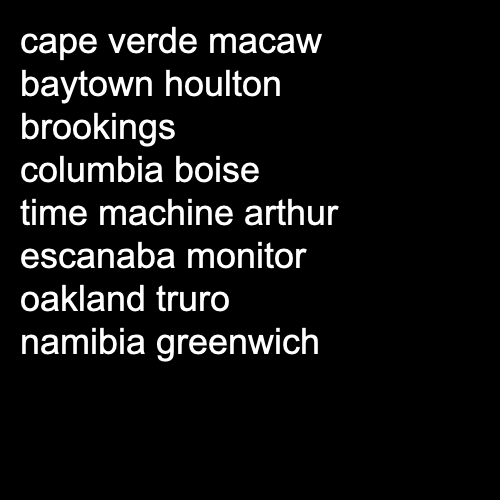 cape verde macaw
baytown houlton
brookings
columbia boise
time machine arthur
escanaba monitor
oakland truro
namibia greenwich